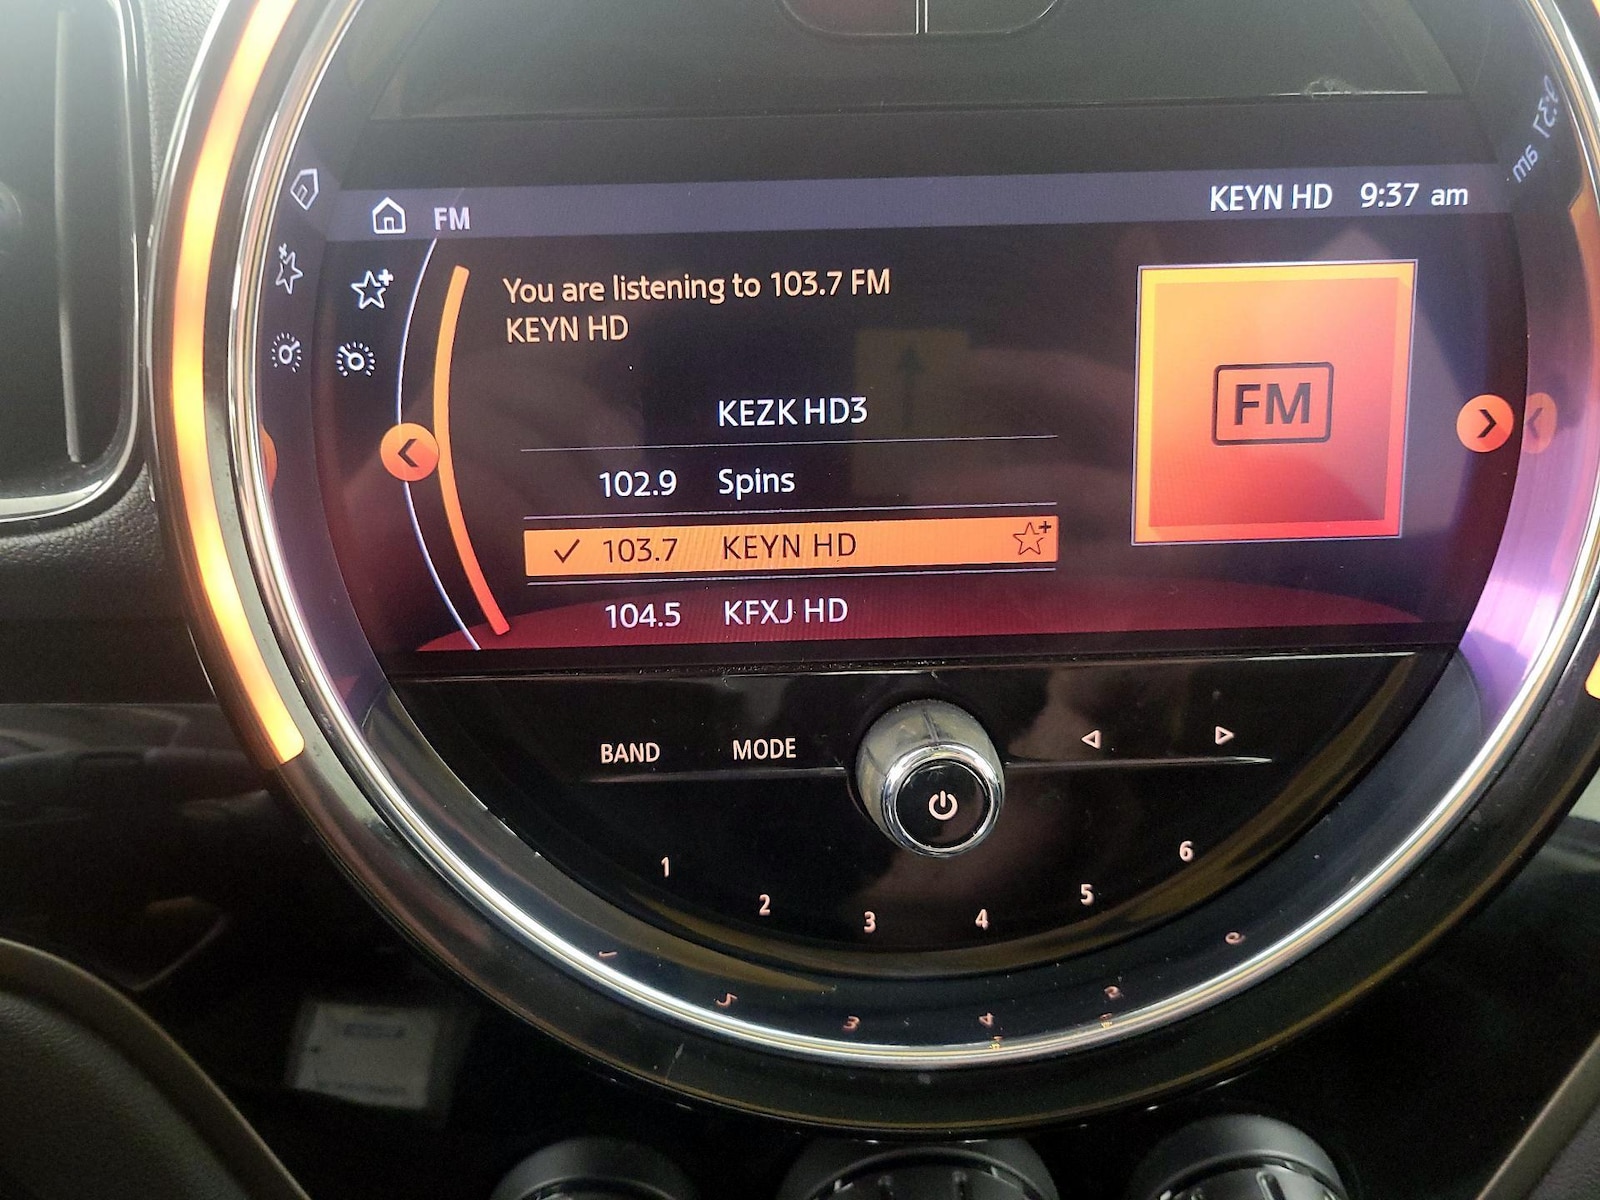 FM
KEYN HD 9:37 am
You are listening to 103.7 FM
KEYN HD
KEZK HD3
102.9 Spins
103.7 KEYN HD
104.5 KFXJ HD
FM
BAND MODE
1 2 3 4 5 6